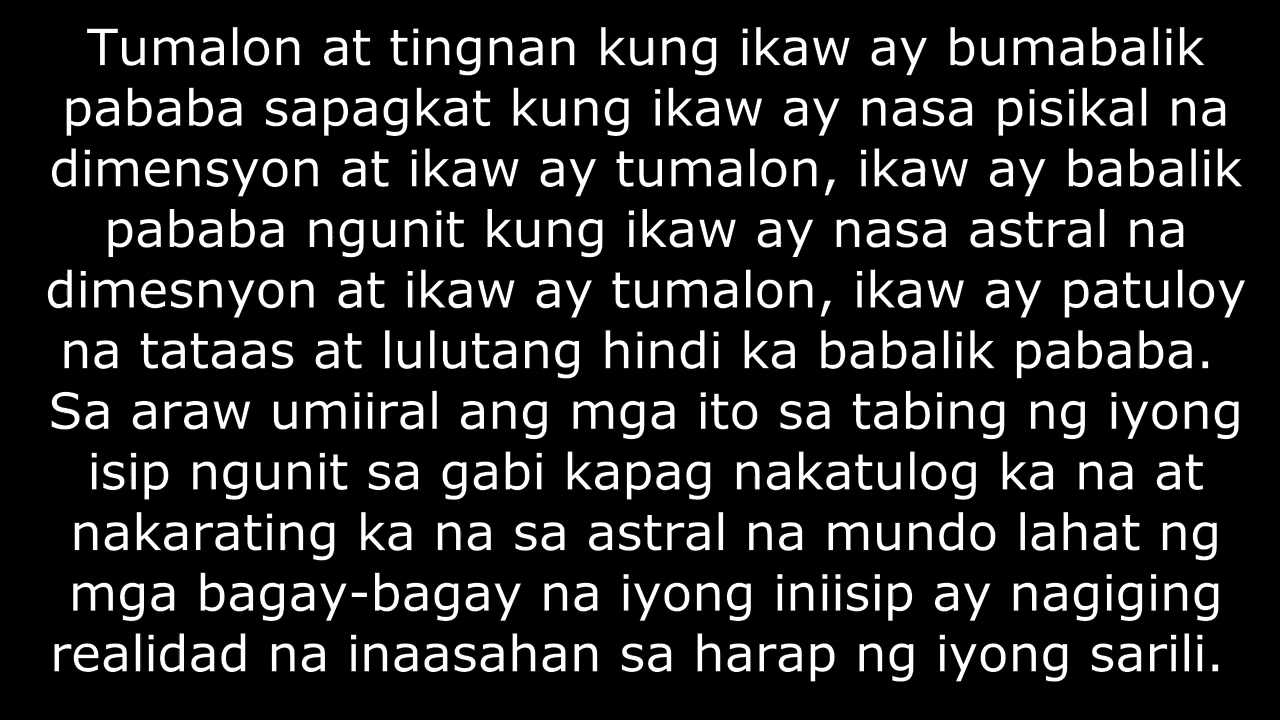 Tumalon at tingnan kung ikaw ay bumabalik
pababa sapagkat kung ikaw ay nasa pisikal na
dimensyon at ikaw ay tumalon, ikaw ay babalik
pababa ngunit kung ikaw ay nasa astral na
dimesnyon at ikaw ay tumalon, ikaw ay patuloy
na tataas at lulutang hindi ka babalik pababa.
Sa araw umiiral ang mga ito sa tabing ng iyong
isip ngunit sa gabi kapag nakatulog ka na at
nakarating ka na sa astral na mundo lahat ng
mga bagay-bagay na iyong iniisip ay nagiging
realidad na inaasahan sa harap ng iyong sarili.